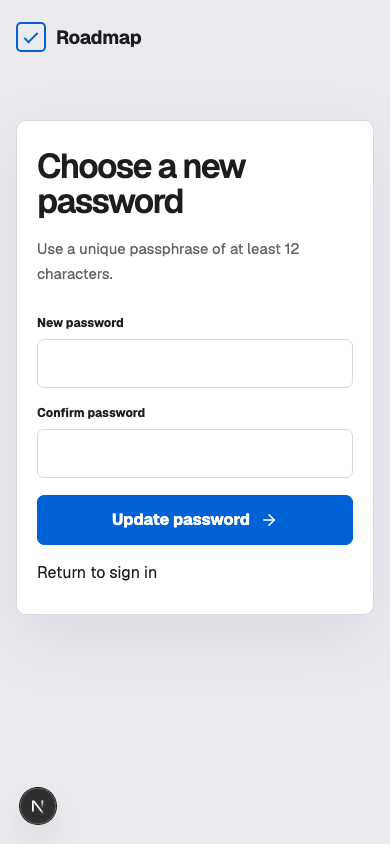 Roadmap
Choose a new
password
Use a unique passphrase of at least 12
characters.
New password
Confirm password
Update password
Return to sign in
N